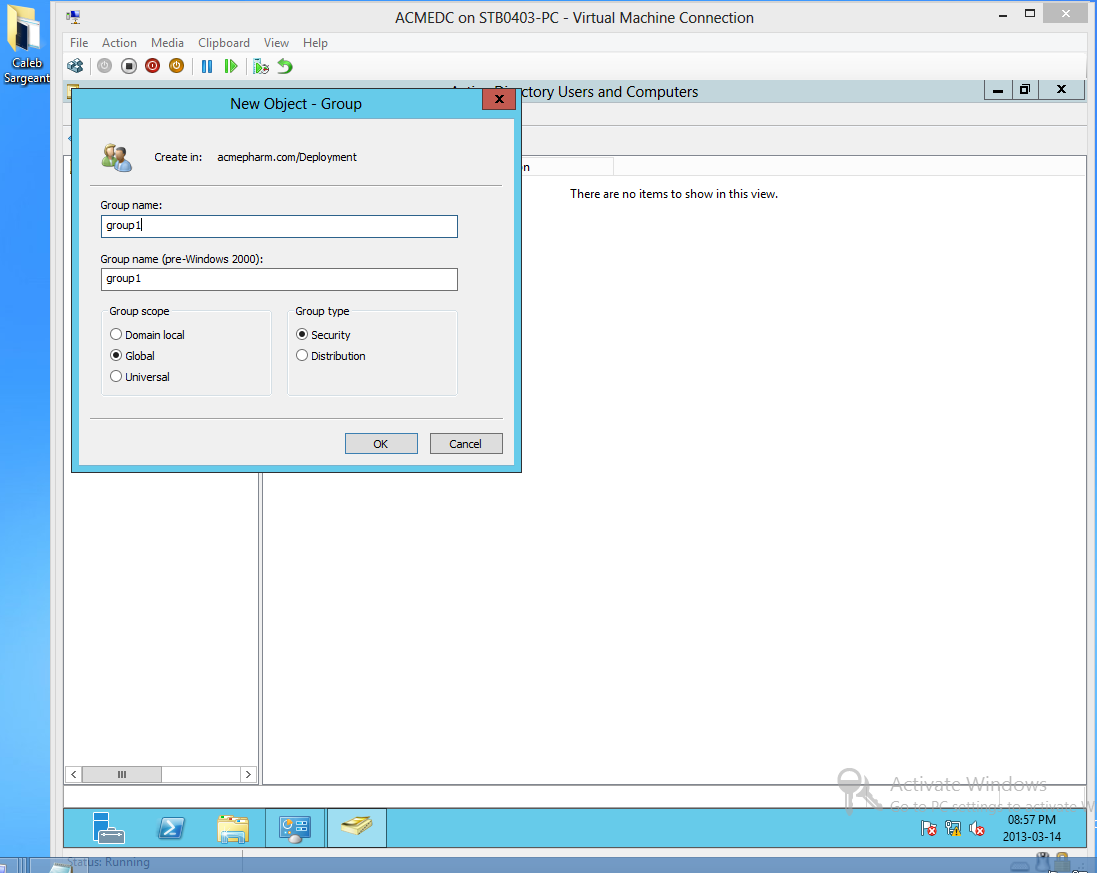 Caleb
Sargeant
ACMEDC on STB0403-PC - Virtual Machine Connection
File Action Media Clipboard View Help
ctory Users and Computers
New Object - Group
Create in: acmepharm.com/Deployment
Group name:
group1
Group name (pre-Windows 2000):
group1
Group scope
Domain local
Global
Universal
Group type
Security
Distribution
OK
Cancel
There are no items to show in this view.
Activate Windows
Go to PC settings to activate W
08:57 PM
2013-03-14
Status: Running